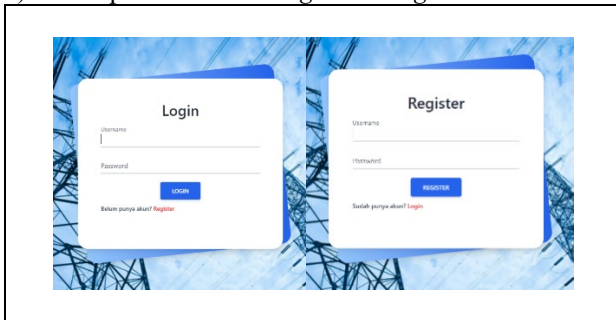 Login
Username
Password
LOGIN
Belum punya akun? Register
Register
Username
Password
REGISTER
Sudah punya akun? Login